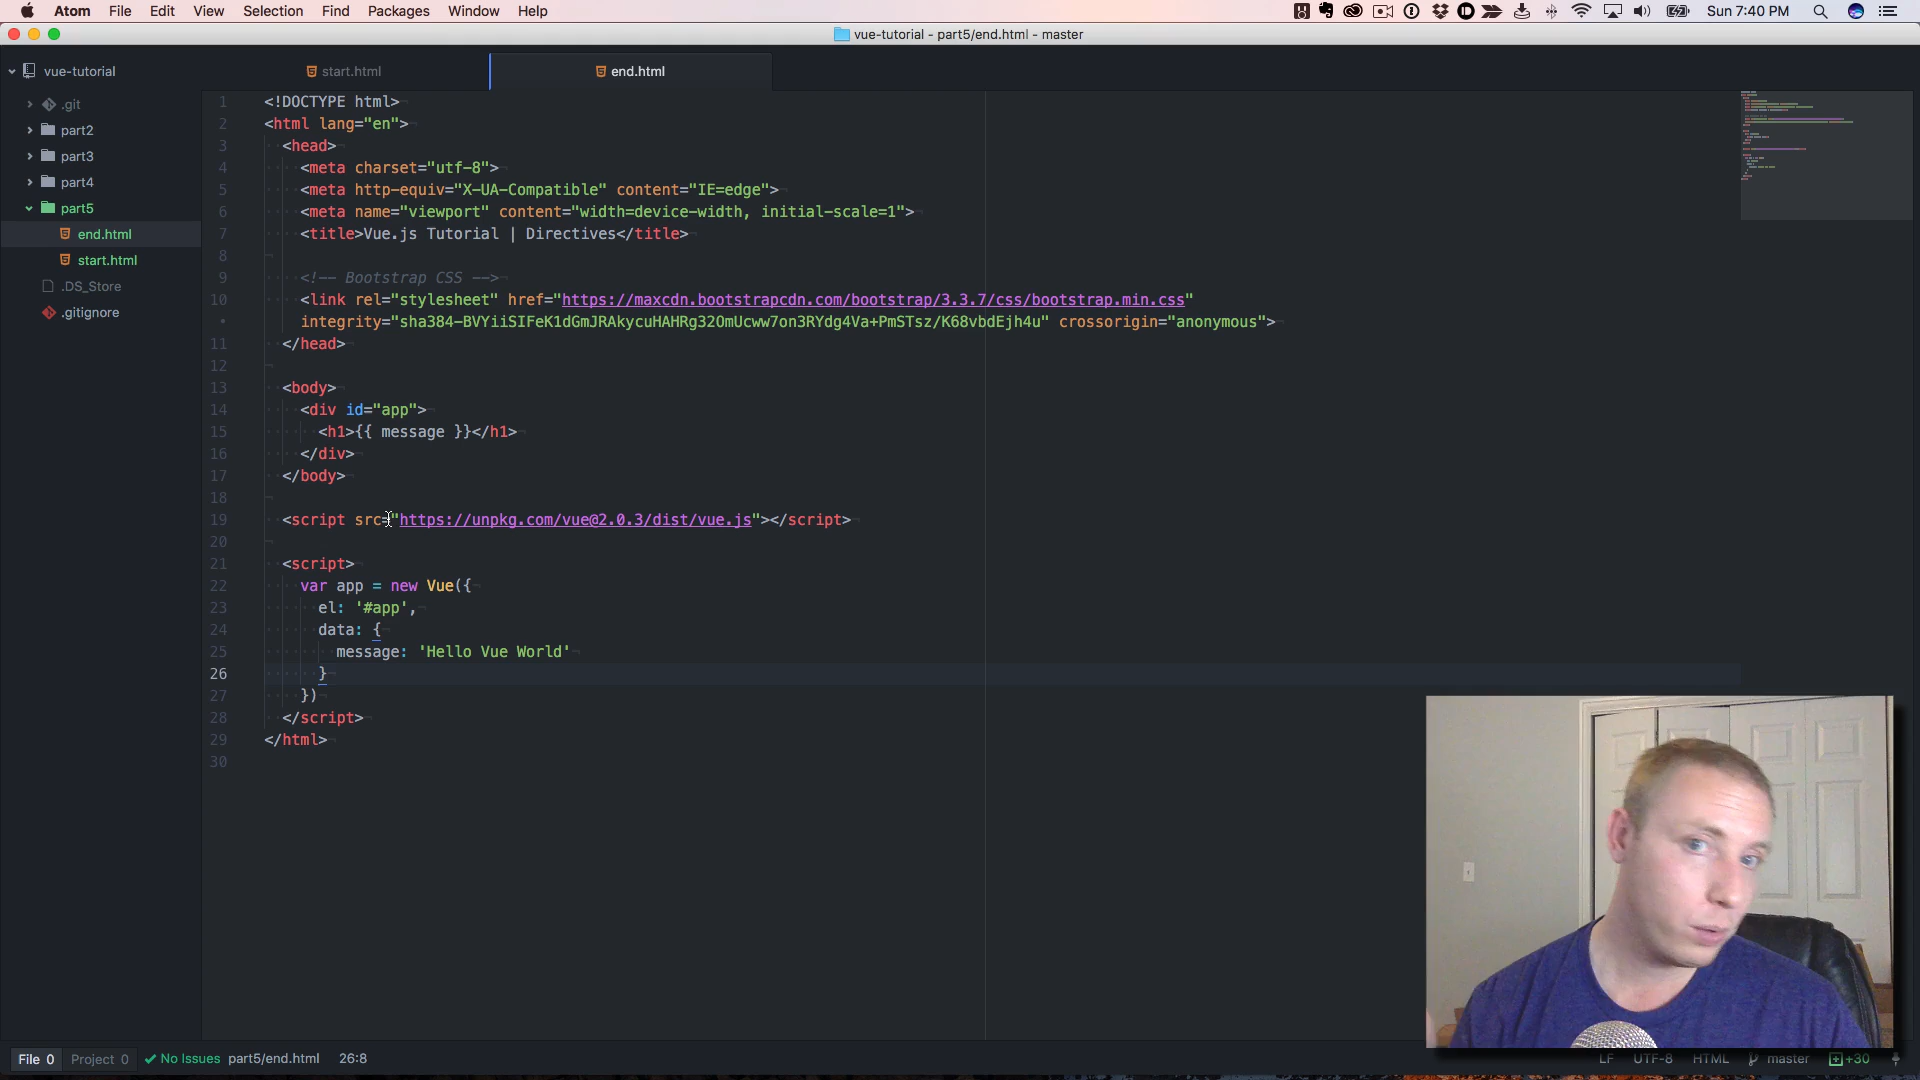 Atom File Edit View Selection Find Packages Window Help Sun 7:40 PM
vue-tutorial - part5/end.html - master
vue-tutorial
.git
part2
part3
part4
part5
end.html
start.html
.DS_Store
.gitignore
start.html end.html
1 <!DOCTYPE html>
2 <html lang="en">
3 <head>
4 <meta charset="utf-8">
5 <meta http-equiv="X-UA-Compatible" content="IE=edge">
6 <meta name="viewport" content="width=device-width, initial-scale=1">
7 <title>Vue.js Tutorial | Directives</title>
8
9 <!-- Bootstrap CSS -->
10 <link rel="stylesheet" href="https://maxcdn.bootstrapcdn.com/bootstrap/3.3.7/css/bootstrap.min.css"
• integrity="sha384-BVYiiSIFeK1dGmJRAkycuHAHRg32OmUcww7on3RYdg4Va+PmSTsz/K68vbdEjh4u" crossorigin="anonymous">
11 </head>
12
13 <body>
14 <div id="app">
15 <h1>{{ message }}</h1>
16 </div>
17 </body>
18
19 <script src="https://unpkg.com/vue@2.0.3/dist/vue.js"></script>
20
21 <script>
22 var app = new Vue({
23 el: '#app',
24 data: {
25 message: 'Hello Vue World'
26 }
27 })
28 </script>
29 </html>
30
File 0 Project 0 No Issues part5/end.html 26:8 LF UTF-8 HTML master +30